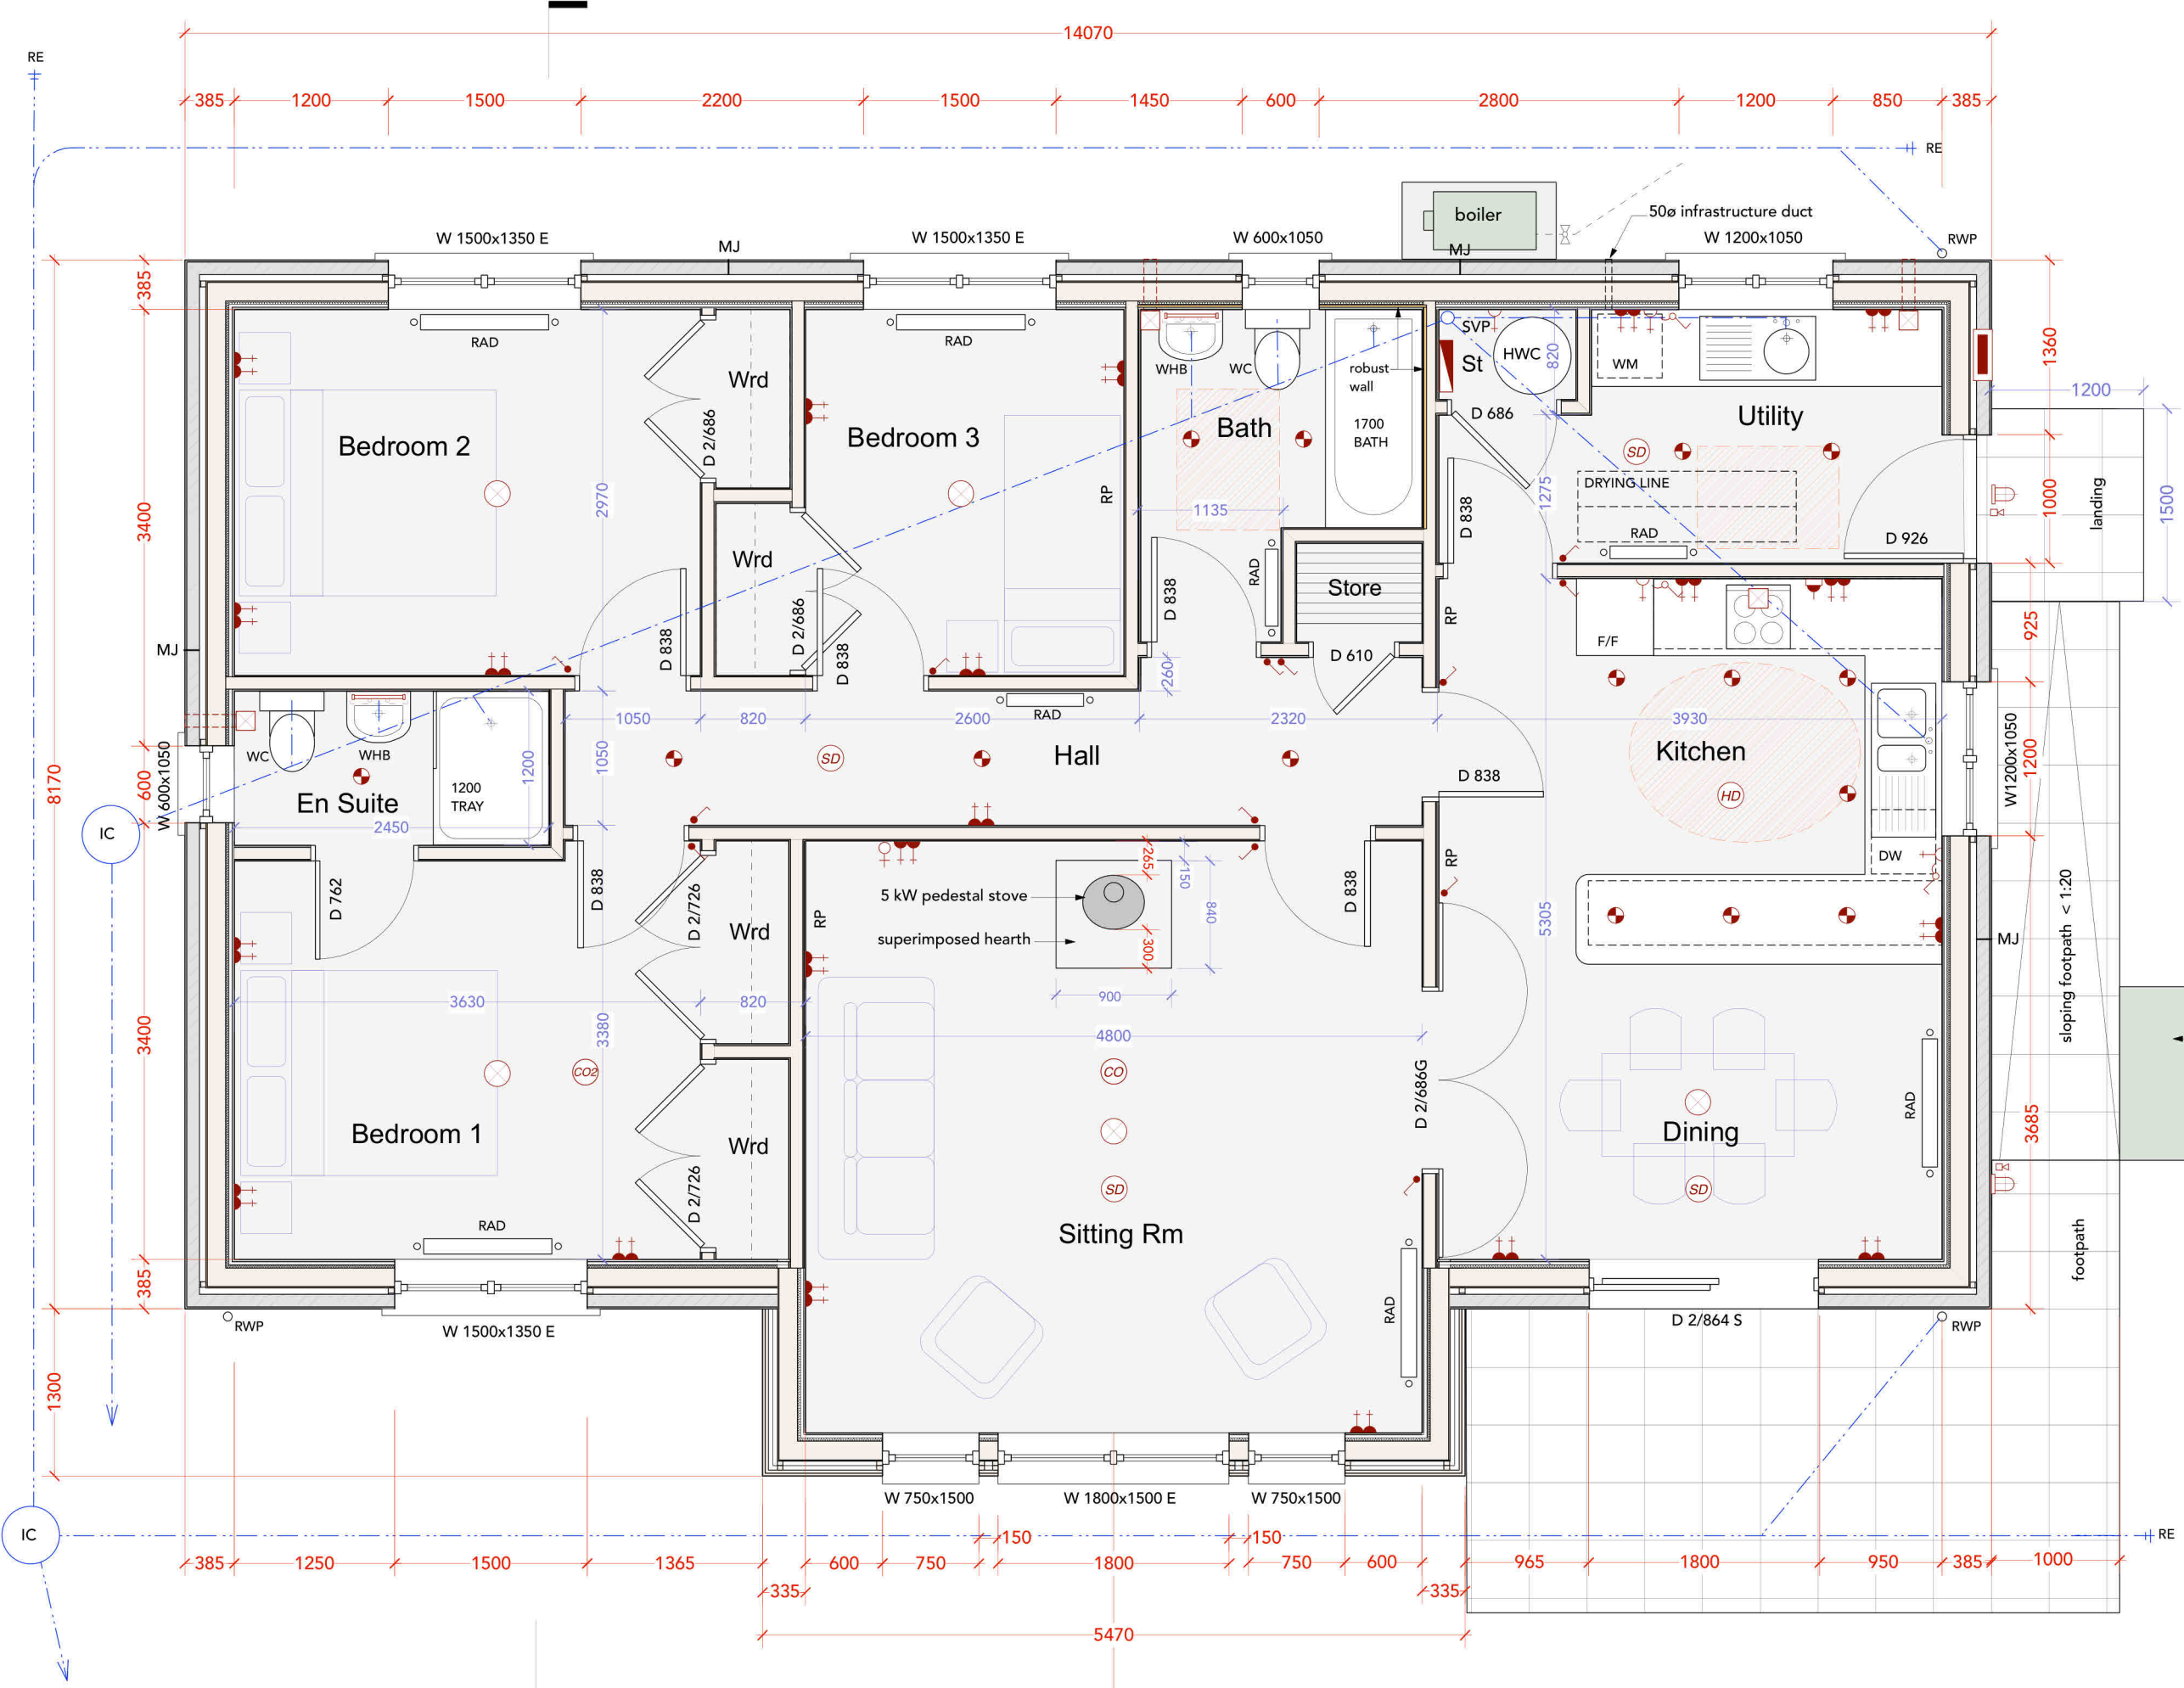 14070
RE
385 1200 1500 2200 1500 1450 600 2800 1200 850 385
RE
boiler
50ø infrastructure duct
W 1500x1350 E
MJ
W 1500x1350 E
W 600x1050
MJ
W 1200x1050
RWP
385
1360
RAD
RAD
WHB
WC
robust
wall
SVP
St
HWC
820
WM
Wrd
1200
Bedroom 2
D 2/686
Bedroom 3
Bath
1700
BATH
D 686
Utility
SD
DRYING LINE
2970
RP
1135
D 838
1275
landing
1000
1500
3400
RAD
D 926
Wrd
RAD
Store
D 838
D 2/686
D 838
D 838
RP
F/F
925
MJ
D 610
260
1050
820
2600
RAD
2320
3930
WC
WHB
1200
1050
SD
Hall
Kitchen
W 600x1050
600
8170
1200
TRAY
D 838
HD
W1200x1050
1200
En Suite
2450
IC
265
150
RP
DW
D 762
D 838
D 2/726
5 kW pedestal stove
840
D 838
RP
superimposed hearth
300
5305
Wrd
MJ
sloping footpath < 1:20
3630
820
900
3400
3380
4800
CO2
CO
D 2/686G
RAD
Bedroom 1
Wrd
Dining
3685
D 2/726
SD
SD
RAD
Sitting Rm
footpath
385
RAD
RWP
W 1500x1350 E
D 2/864 S
RWP
1300
W 750x1500
W 1800x1500 E
W 750x1500
IC
150
150
RE
385 1250 1500 1365 600 750 1800 750 600 965 1800 950 385 1000
335
335
5470